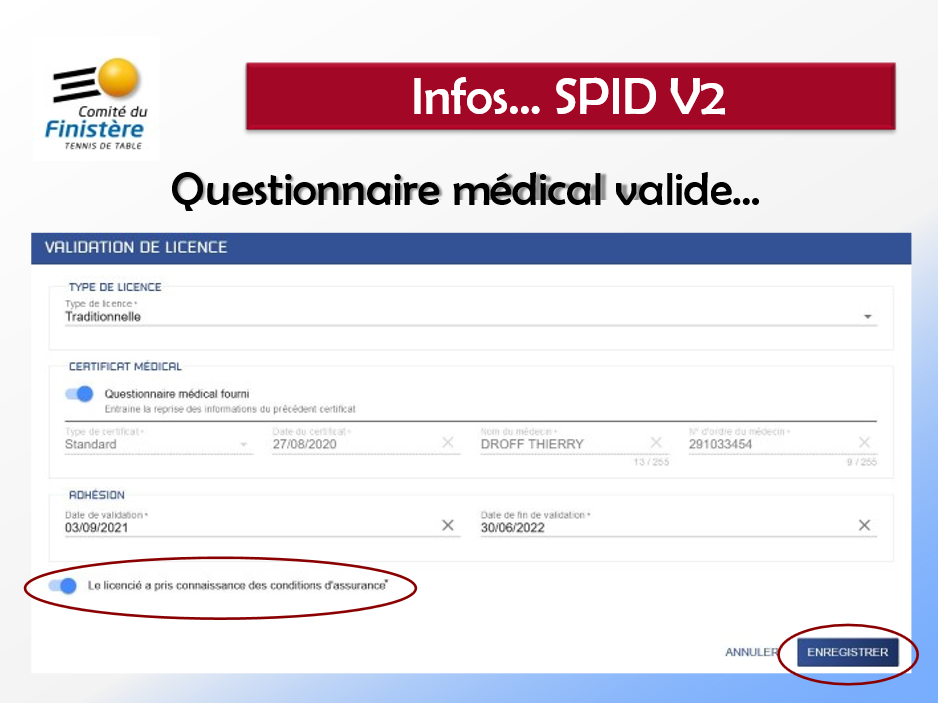 Comité du
Finistère
TENNIS DE TABLE
Infos... SPID V2
Questionnaire médical valide...
VALIDATION DE LICENCE
TYPE DE LICENCE
Type de licence *
Traditionnelle
CERTIFICAT MÉDICAL
Questionnaire médical fourni
Entraine la reprise des informations du précédent certificat
Type de certificat * Date du certificat * Nom du médecin * N° d'ordre du médecin *
Standard 27/08/2020 DROFF THIERRY 291033454
13 / 255 9 / 255
ADHÉSION
Date de validation * Date de fin de validation *
03/09/2021 30/06/2022
Le licencié a pris connaissance des conditions d'assurance*
ANNULER ENREGISTRER